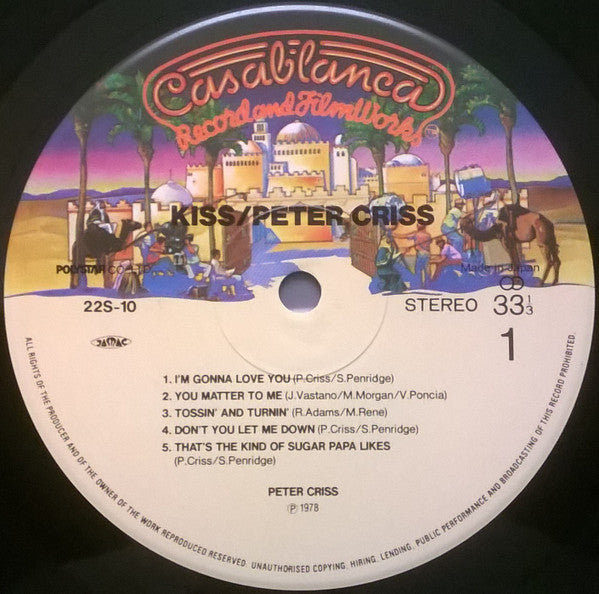 Casablanca
Record and FilmWorks
KISS/PETER CRISS
POLYSTAR CO., LTD.
Made in Japan
22S-10
JASRAC
STEREO 33 1/3
1
1. I'M GONNA LOVE YOU (P.Criss/S.Penridge)
2. YOU MATTER TO ME (J.Vastano/M.Morgan/V.Poncia)
3. TOSSIN' AND TURNIN' (R.Adams/M.Rene)
4. DON'T YOU LET ME DOWN (P.Criss/S.Penridge)
5. THAT'S THE KIND OF SUGAR PAPA LIKES
(P.Criss/S.Penridge)
PETER CRISS
Ⓟ 1978
ALL RIGHTS OF THE PRODUCER AND OF THE OWNER OF THE WORK REPRODUCED RESERVED. UNAUTHORISED COPYING, HIRING, LENDING, PUBLIC PERFORMANCE AND BROADCASTING OF THIS RECORD PROHIBITED.